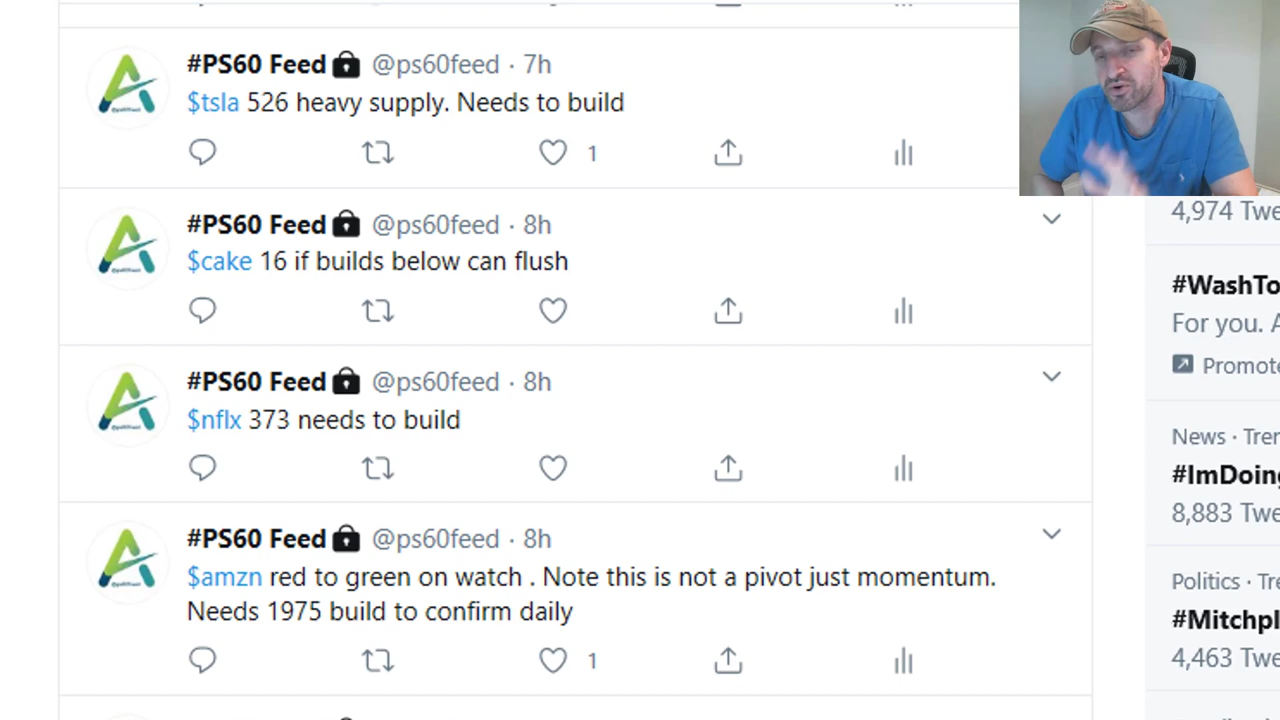 #PS60 Feed @ps60feed · 7h
$tsla 526 heavy supply. Needs to build
1
#PS60 Feed @ps60feed · 8h
$cake 16 if builds below can flush
#PS60 Feed @ps60feed · 8h
$nflx 373 needs to build
#PS60 Feed @ps60feed · 8h
$amzn red to green on watch . Note this is not a pivot just momentum.
Needs 1975 build to confirm daily
1
4,974 Twe
#WashTo
For you. A
Promote
News · Tren
#ImDoing
8,883 Twe
Politics · Tre
#Mitchpl
4,463 Twe